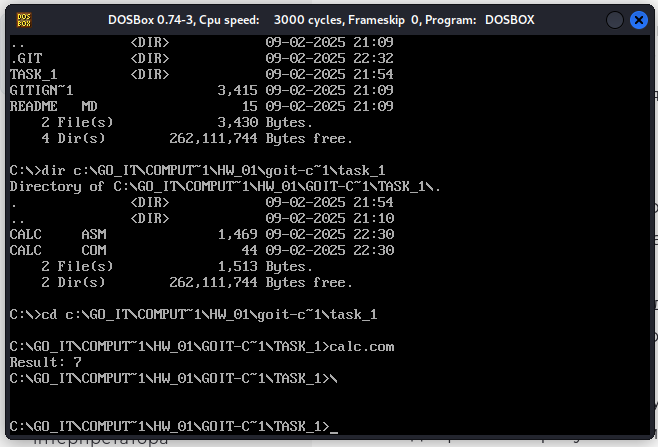 DOSBox 0.74-3, Cpu speed:    3000 cycles, Frameskip  0, Program:   DOSBOX
..             <DIR>            09-02-2025 21:09
.GIT           <DIR>            09-02-2025 22:32
TASK_1         <DIR>            09-02-2025 21:54
GITIGN~1                  3,415 09-02-2025 21:09
README   MD                  15 09-02-2025 21:09
    2 File(s)             3,430 Bytes.
    4 Dir(s)        262,111,744 Bytes free.
C:\>dir c:\GO_IT\COMPUT~1\HW_01\goit-c~1\task_1
Directory of C:\GO_IT\COMPUT~1\HW_01\GOIT-C~1\TASK_1\.
.              <DIR>            09-02-2025 21:54
..             <DIR>            09-02-2025 21:10
CALC     ASM              1,469 09-02-2025 22:30
CALC     COM                 44 09-02-2025 22:30
    2 File(s)             1,513 Bytes.
    2 Dir(s)        262,111,744 Bytes free.
C:\>cd c:\GO_IT\COMPUT~1\HW_01\goit-c~1\task_1
C:\GO_IT\COMPUT~1\HW_01\GOIT-C~1\TASK_1>calc.com
Result: 7
C:\GO_IT\COMPUT~1\HW_01\GOIT-C~1\TASK_1>\
C:\GO_IT\COMPUT~1\HW_01\GOIT-C~1\TASK_1>_